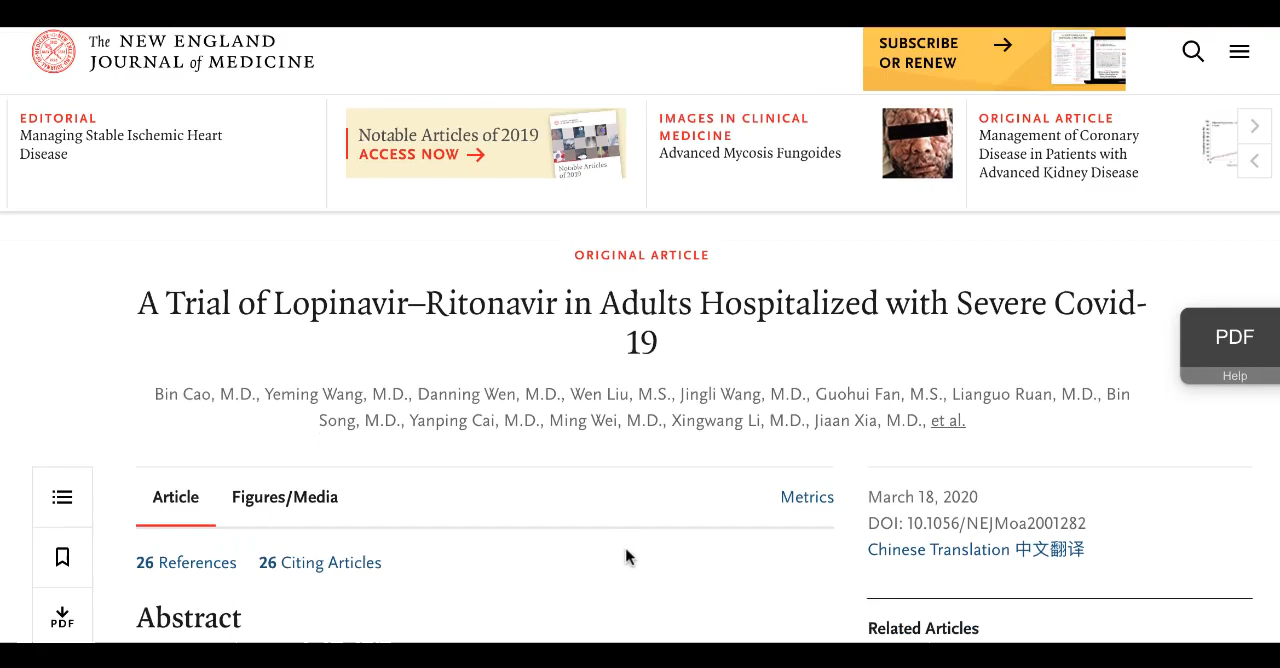 The NEW ENGLAND
JOURNAL of MEDICINE
SUBSCRIBE
OR RENEW
EDITORIAL
Managing Stable Ischemic Heart
Disease
Notable Articles of 2019
ACCESS NOW
Notable Articles
of 2019
IMAGES IN CLINICAL
MEDICINE
Advanced Mycosis Fungoides
ORIGINAL ARTICLE
Management of Coronary
Disease in Patients with
Advanced Kidney Disease
ORIGINAL ARTICLE
A Trial of Lopinavir–Ritonavir in Adults Hospitalized with Severe Covid-
19
PDF
Help
Bin Cao, M.D., Yeming Wang, M.D., Danning Wen, M.D., Wen Liu, M.S., Jingli Wang, M.D., Guohui Fan, M.S., Lianguo Ruan, M.D., Bin
Song, M.D., Yanping Cai, M.D., Ming Wei, M.D., Xingwang Li, M.D., Jiaan Xia, M.D., et al.
Article
Figures/Media
Metrics
26 References
26 Citing Articles
Abstract
PDF
March 18, 2020
DOI: 10.1056/NEJMoa2001282
Chinese Translation 中文翻译
Related Articles